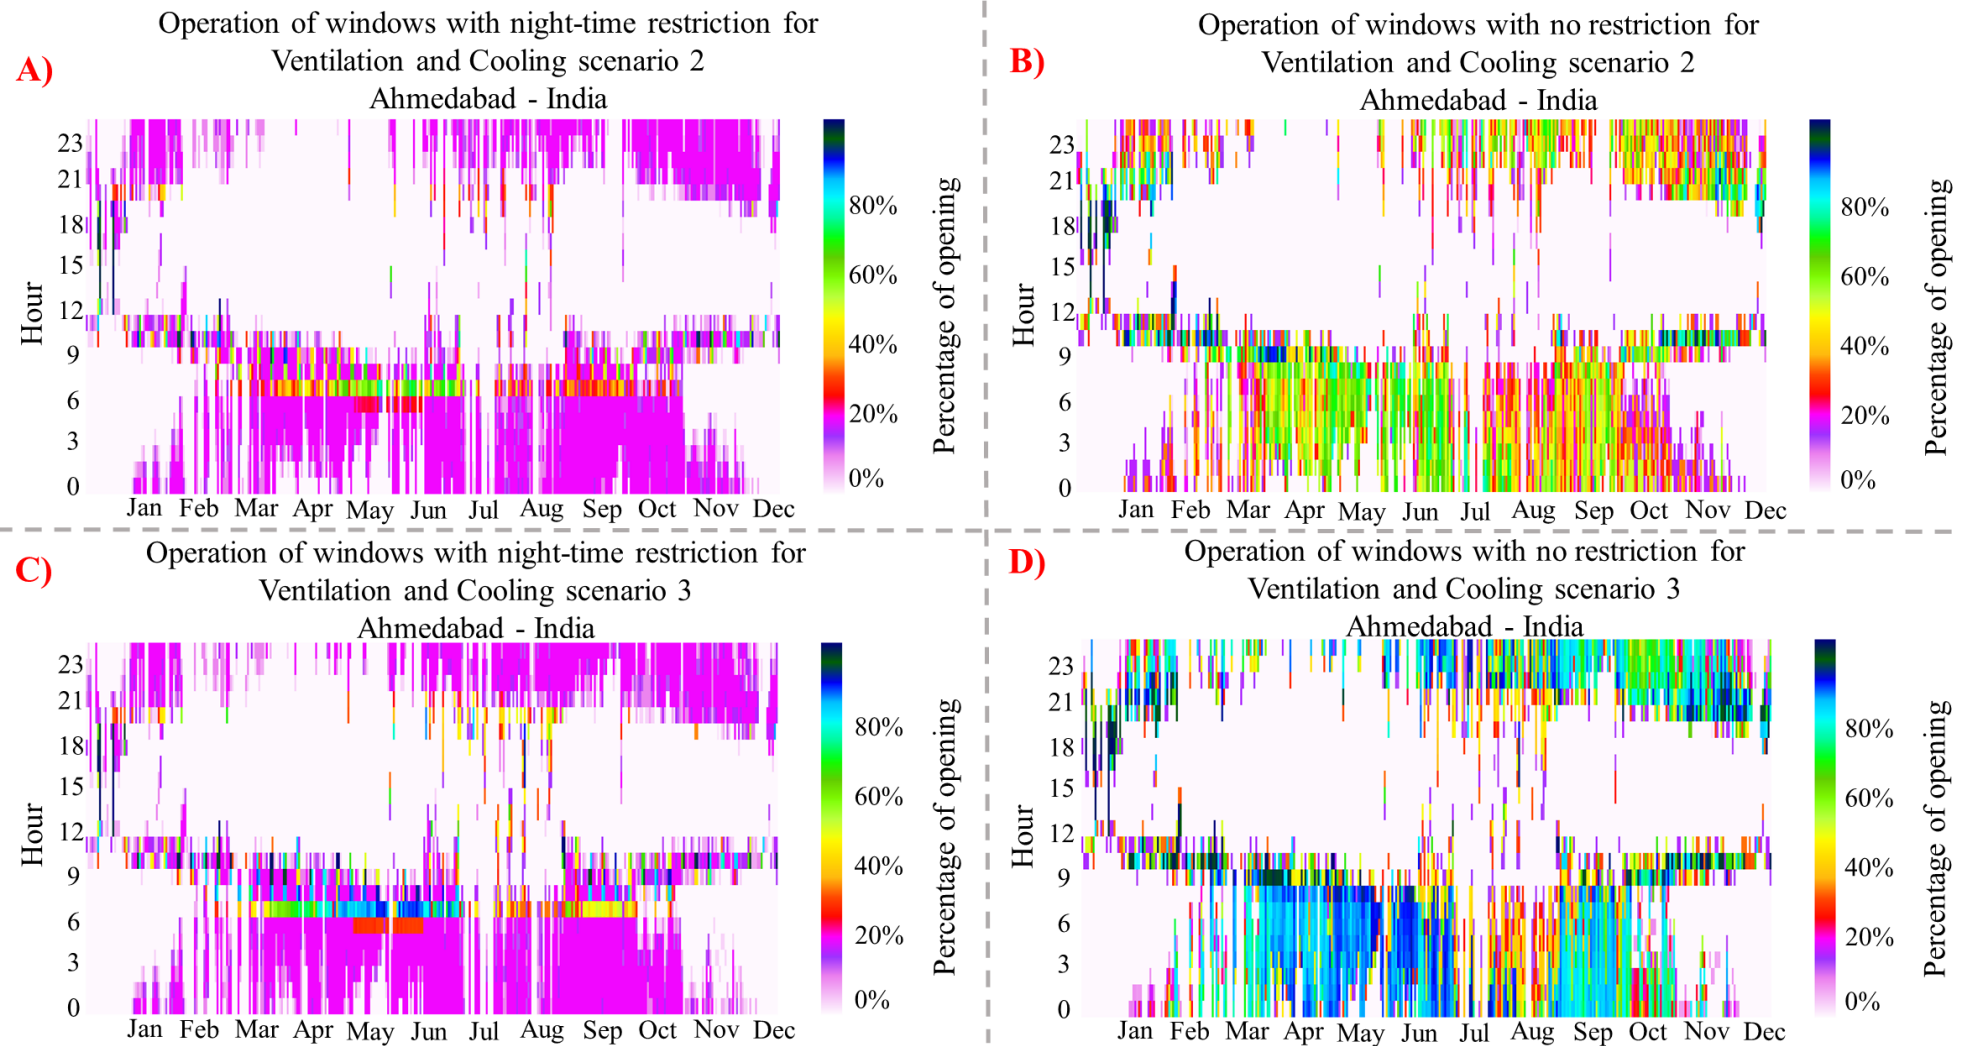 A)
Operation of windows with night-time restriction for
Ventilation and Cooling scenario 2
Ahmedabad - India
Hour
23
21
18
15
12
9
6
3
0
Jan Feb Mar Apr May Jun Jul Aug Sep Oct Nov Dec
80%
60%
40%
20%
0%
Percentage of opening
B)
Operation of windows with no restriction for
Ventilation and Cooling scenario 2
Ahmedabad - India
Hour
23
21
18
15
12
9
6
3
0
Jan Feb Mar Apr May Jun Jul Aug Sep Oct Nov Dec
80%
60%
40%
20%
0%
Percentage of opening
C)
Operation of windows with night-time restriction for
Ventilation and Cooling scenario 3
Ahmedabad - India
Hour
23
21
18
15
12
9
6
3
0
Jan Feb Mar Apr May Jun Jul Aug Sep Oct Nov Dec
80%
60%
40%
20%
0%
Percentage of opening
D)
Operation of windows with no restriction for
Ventilation and Cooling scenario 3
Ahmedabad - India
Hour
23
21
18
15
12
9
6
3
0
Jan Feb Mar Apr May Jun Jul Aug Sep Oct Nov Dec
80%
60%
40%
20%
0%
Percentage of opening